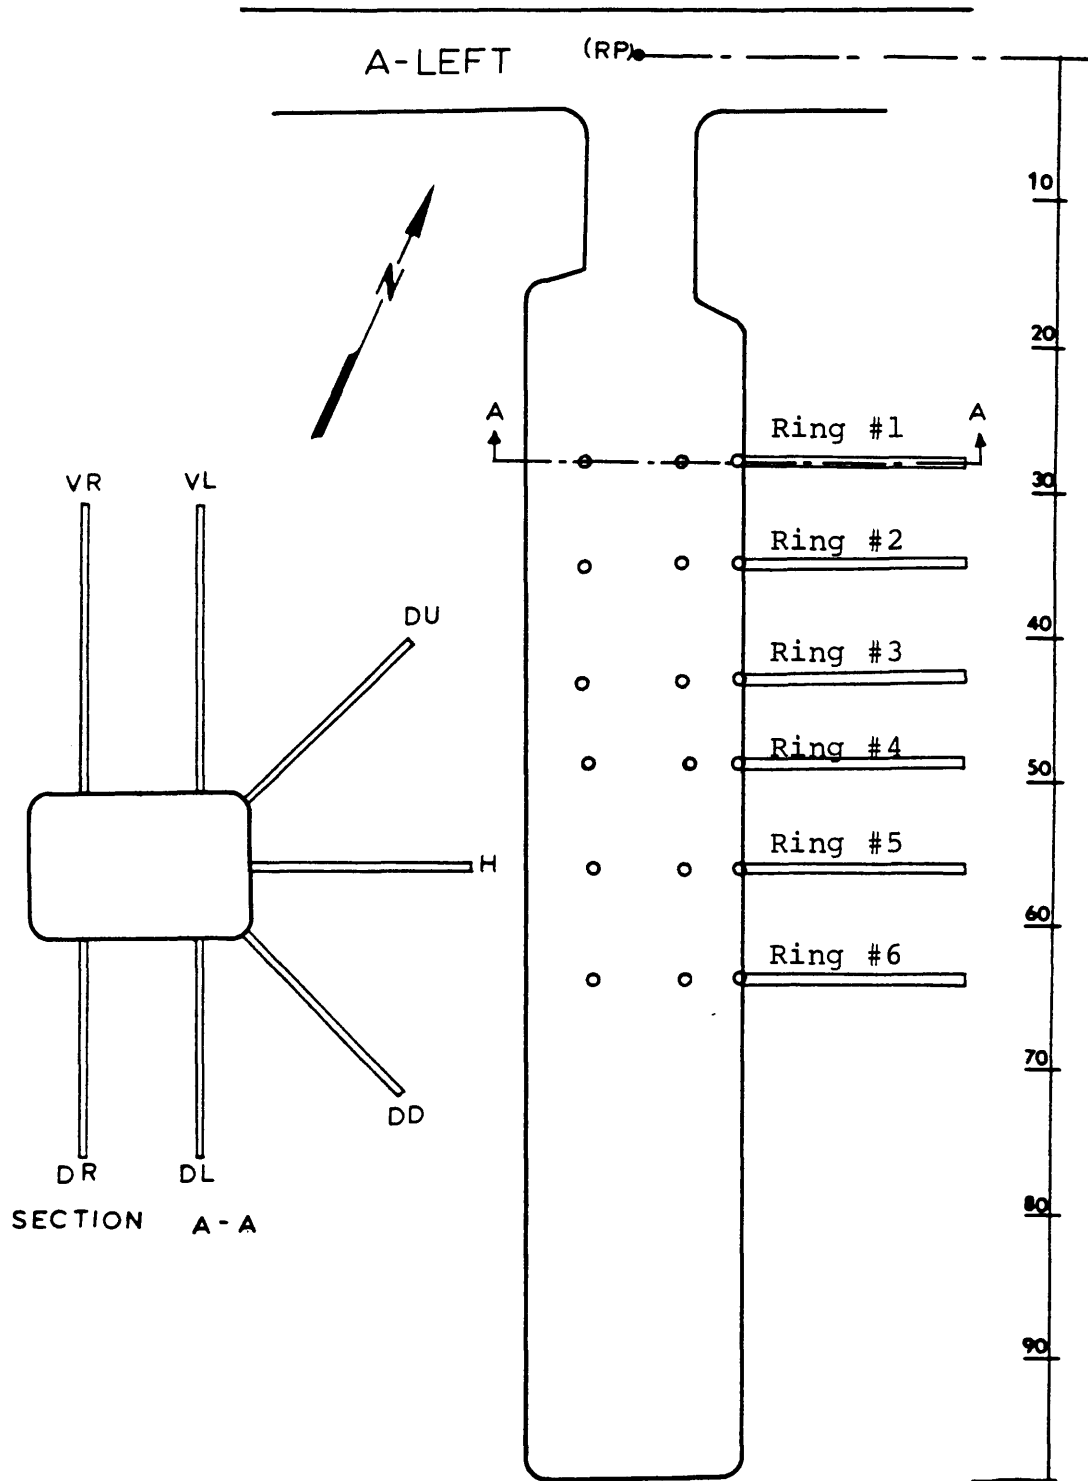 A-LEFT (RP)
N
10
20
A A
Ring #1
30
VR VL
Ring #2
DU
40
Ring #3
Ring #4
50
Ring #5
H
60
Ring #6
70
DD
DR DL
80
SECTION A-A
90